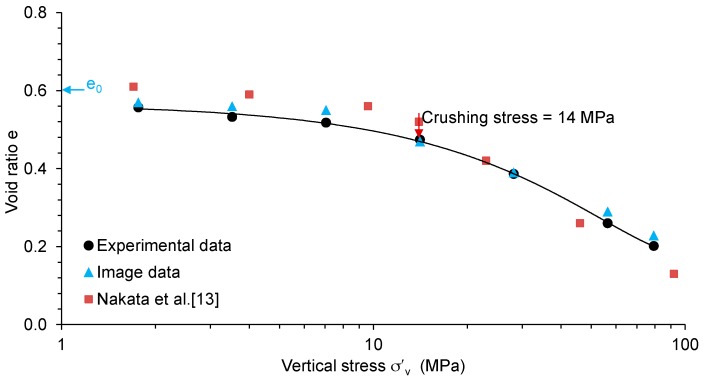 0.8
0.6
0.4
0.2
0.0
Void ratio e
e0
Crushing stress = 14 MPa
Experimental data
Image data
Nakata et al.[13]
1
10
100
Vertical stress σ′v (MPa)